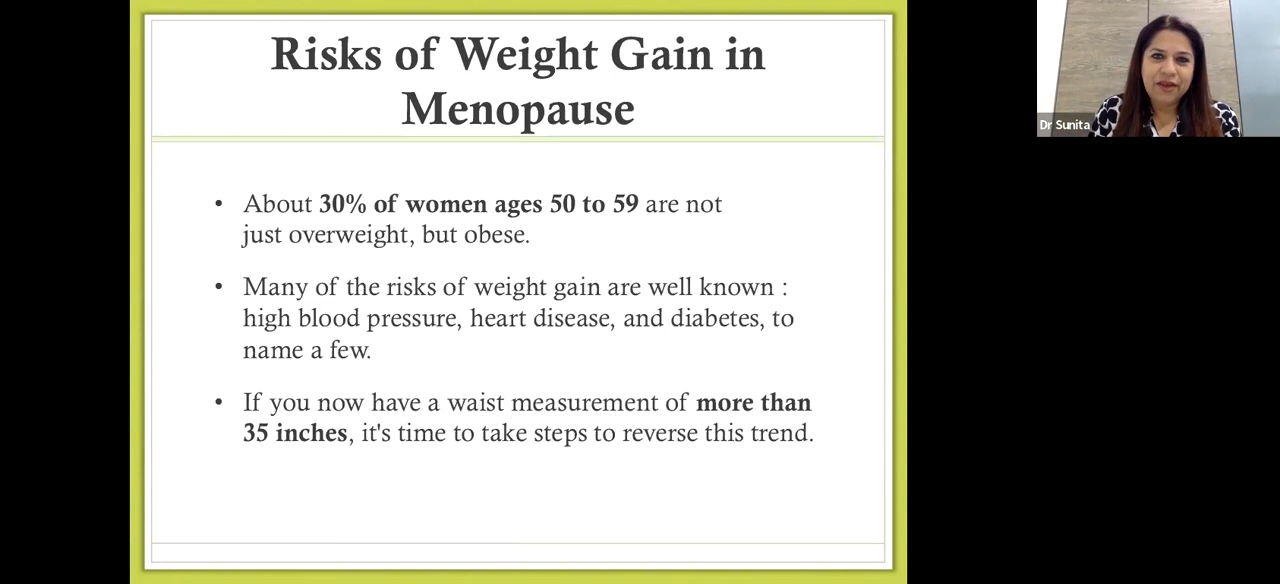 Risks of Weight Gain in
Menopause
• About 30% of women ages 50 to 59 are not
just overweight, but obese.
• Many of the risks of weight gain are well known :
high blood pressure, heart disease, and diabetes, to
name a few.
• If you now have a waist measurement of more than
35 inches, it's time to take steps to reverse this trend.
Dr Sunita